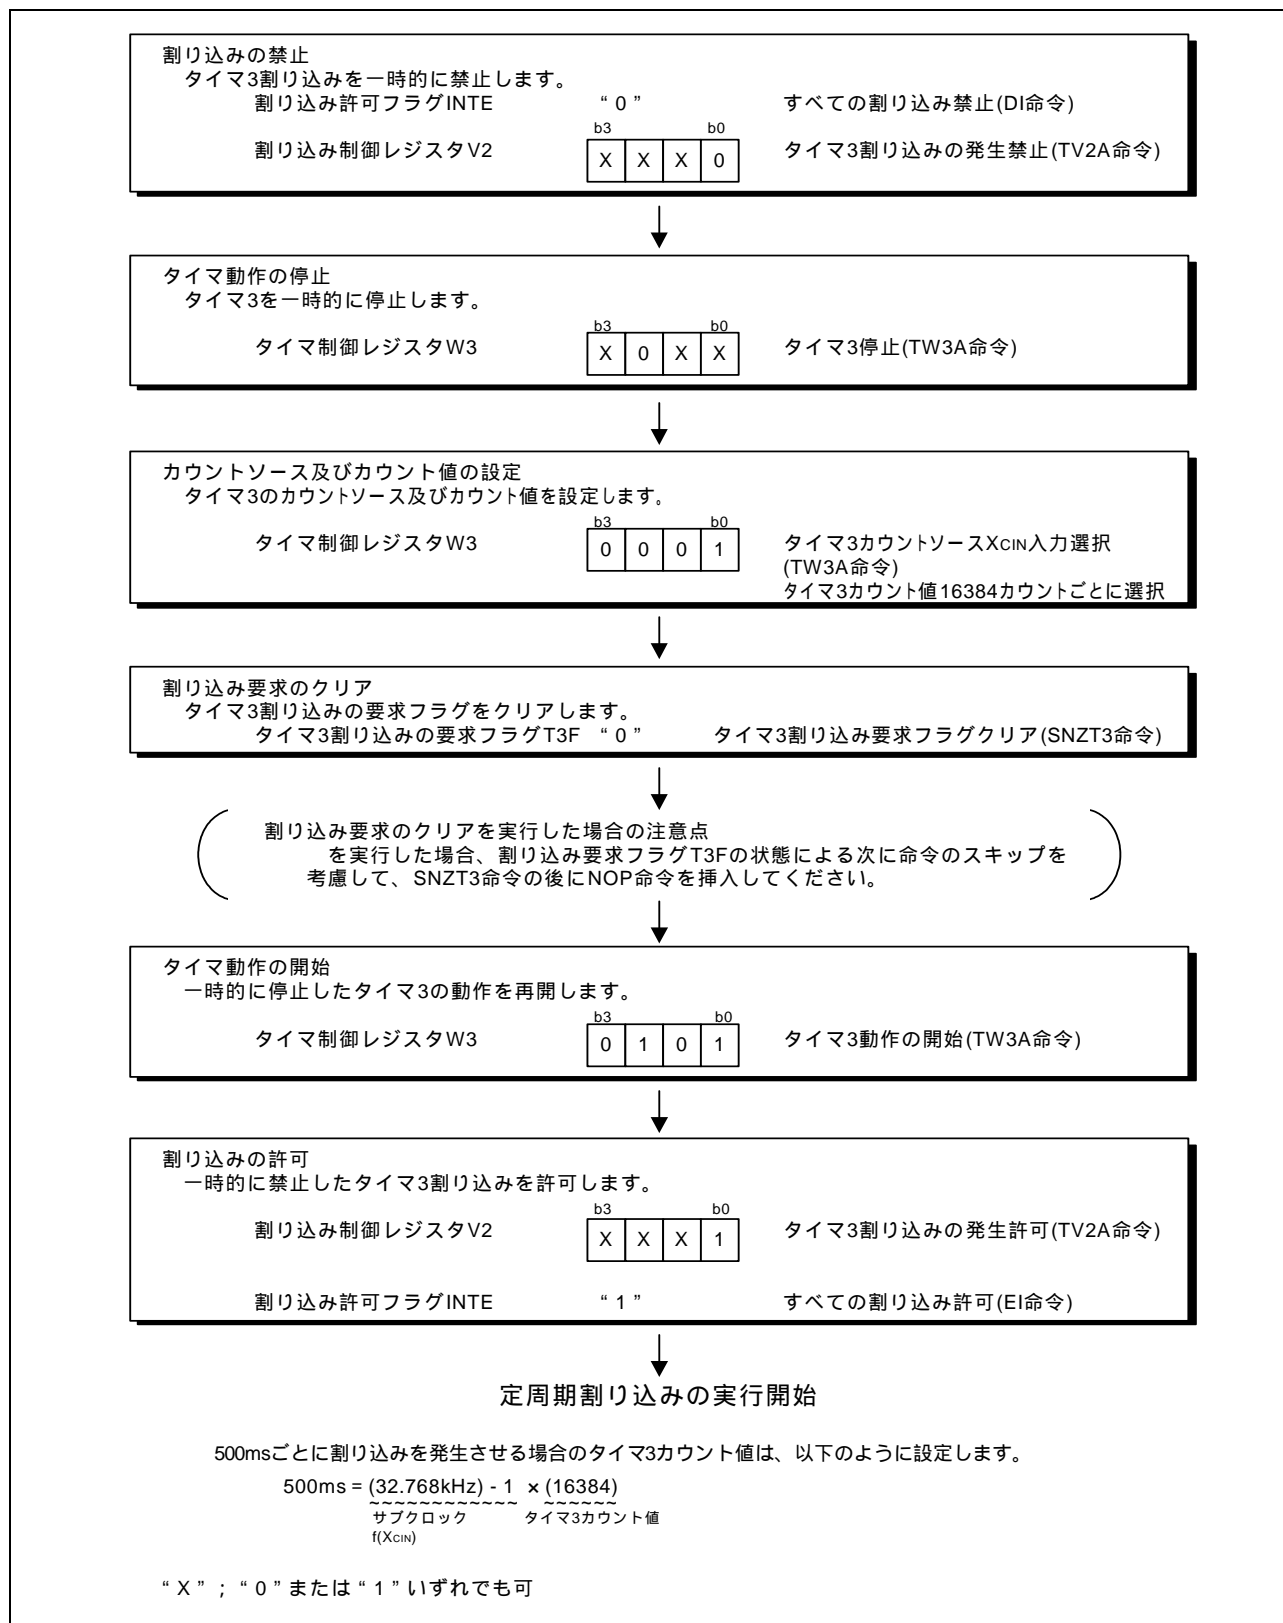 割り込みの禁止
タイマ3割り込みを一時的に禁止します。
割り込み許可フラグINTE “0” すべての割り込み禁止(DI命令)
b3 b0
割り込み制御レジスタV2 X X X 0 タイマ3割り込みの発生禁止(TV2A命令)
タイマ動作の停止
タイマ3を一時的に停止します。
b3 b0
タイマ制御レジスタW3 X 0 X X タイマ3停止(TW3A命令)
カウントソース及びカウント値の設定
タイマ3のカウントソース及びカウント値を設定します。
b3 b0
タイマ制御レジスタW3 0 0 0 1 タイマ3カウントソースXCIN入力選択
(TW3A命令)
タイマ3カウント値16384カウントごとに選択
割り込み要求のクリア
タイマ3割り込みの要求フラグをクリアします。
タイマ3割り込みの要求フラグT3F “0” タイマ3割り込み要求フラグクリア(SNZT3命令)
割り込み要求のクリアを実行した場合の注意点
を実行した場合、割り込み要求フラグT3Fの状態による次に命令のスキップを
考慮して、SNZT3命令の後にNOP命令を挿入してください。
タイマ動作の開始
一時的に停止したタイマ3の動作を再開します。
b3 b0
タイマ制御レジスタW3 0 1 0 1 タイマ3動作の開始(TW3A命令)
割り込みの許可
一時的に禁止したタイマ3割り込みを許可します。
b3 b0
割り込み制御レジスタV2 X X X 1 タイマ3割り込みの発生許可(TV2A命令)
割り込み許可フラグINTE “1” すべての割り込み許可(EI命令)
定周期割り込みの実行開始
500msごとに割り込みを発生させる場合のタイマ3カウント値は、以下のように設定します。
500ms = (32.768kHz) - 1 × (16384)
~~~~~~~~~~~~ ~~~~~~
サブクロック タイマ3カウント値
f(XCIN)
“X”；“0”または“1”いずれでも可